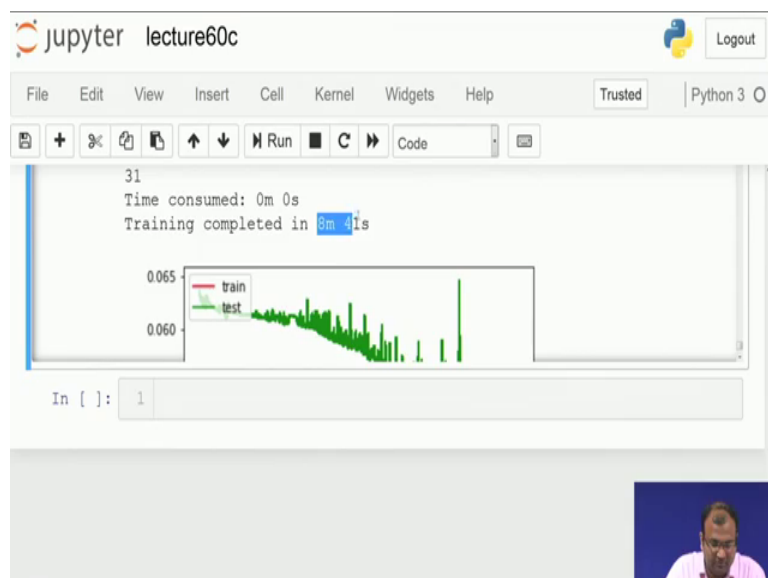 jupyter lecture60c
Logout
File Edit View Insert Cell Kernel Widgets Help
Trusted Python 3
Run Code
31
Time consumed: 0m 0s
Training completed in 8m 41s
0.065
train
test
0.060
In [ ]: 1